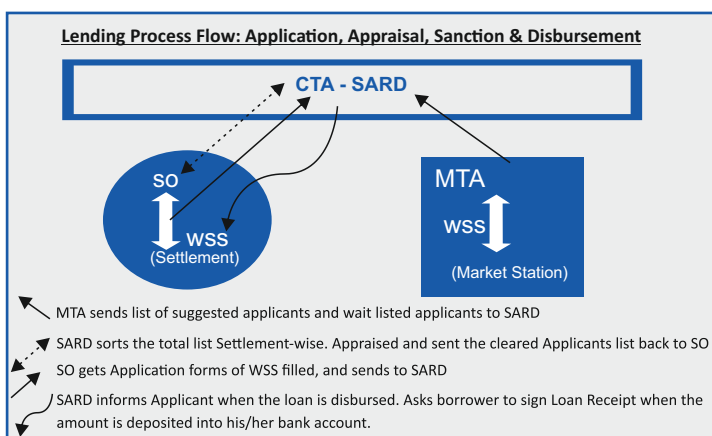 Lending Process Flow: Application, Appraisal, Sanction & Disbursement
CTA - SARD
SO
WSS
(Settlement)
MTA
WSS
(Market Station)
MTA sends list of suggested applicants and wait listed applicants to SARD
SARD sorts the total list Settlement-wise. Appraised and sent the cleared Applicants list back to SO
SO gets Application forms of WSS filled, and sends to SARD
SARD informs Applicant when the loan is disbursed. Asks borrower to sign Loan Receipt when the
amount is deposited into his/her bank account.